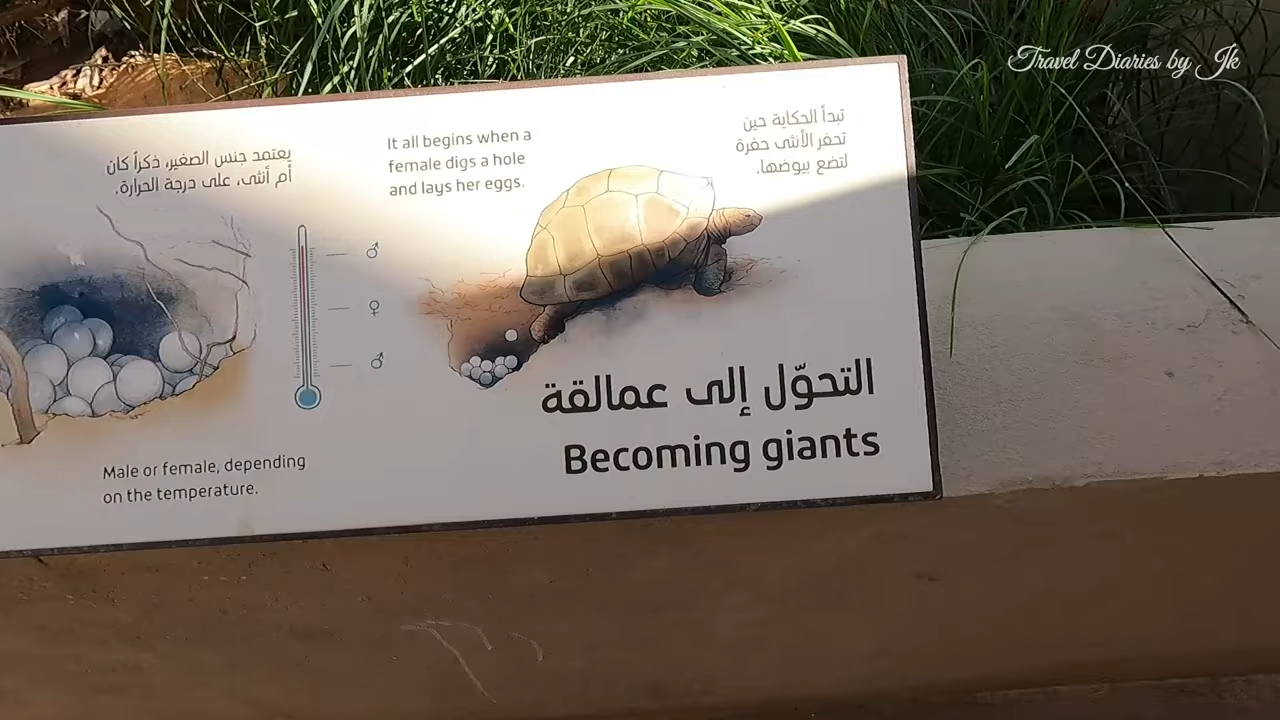 Travel Diaries by Jk
تبدأ الحكاية حين
تحفر الأنثى حفرة
لتضع بيوضها.
It all begins when a
female digs a hole
and lays her eggs.
يعتمد جنس الصغير، ذكراً كان
أم أنثى، على درجة الحرارة.
♂
♀
♂
Male or female, depending
on the temperature.
التحوّل إلى عمالقة
Becoming giants